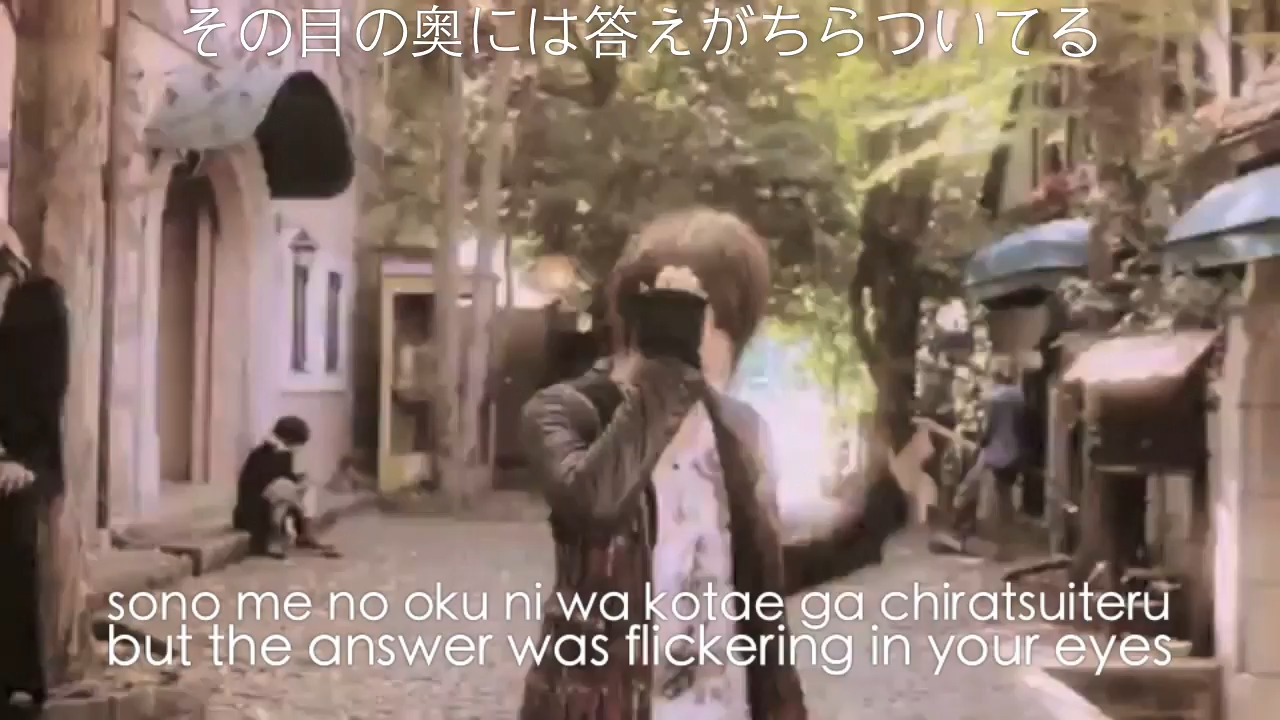 その目の奥には答えがちらついてる
sono me no oku ni wa kotae ga chiratsuiteru
but the answer was flickering in your eyes